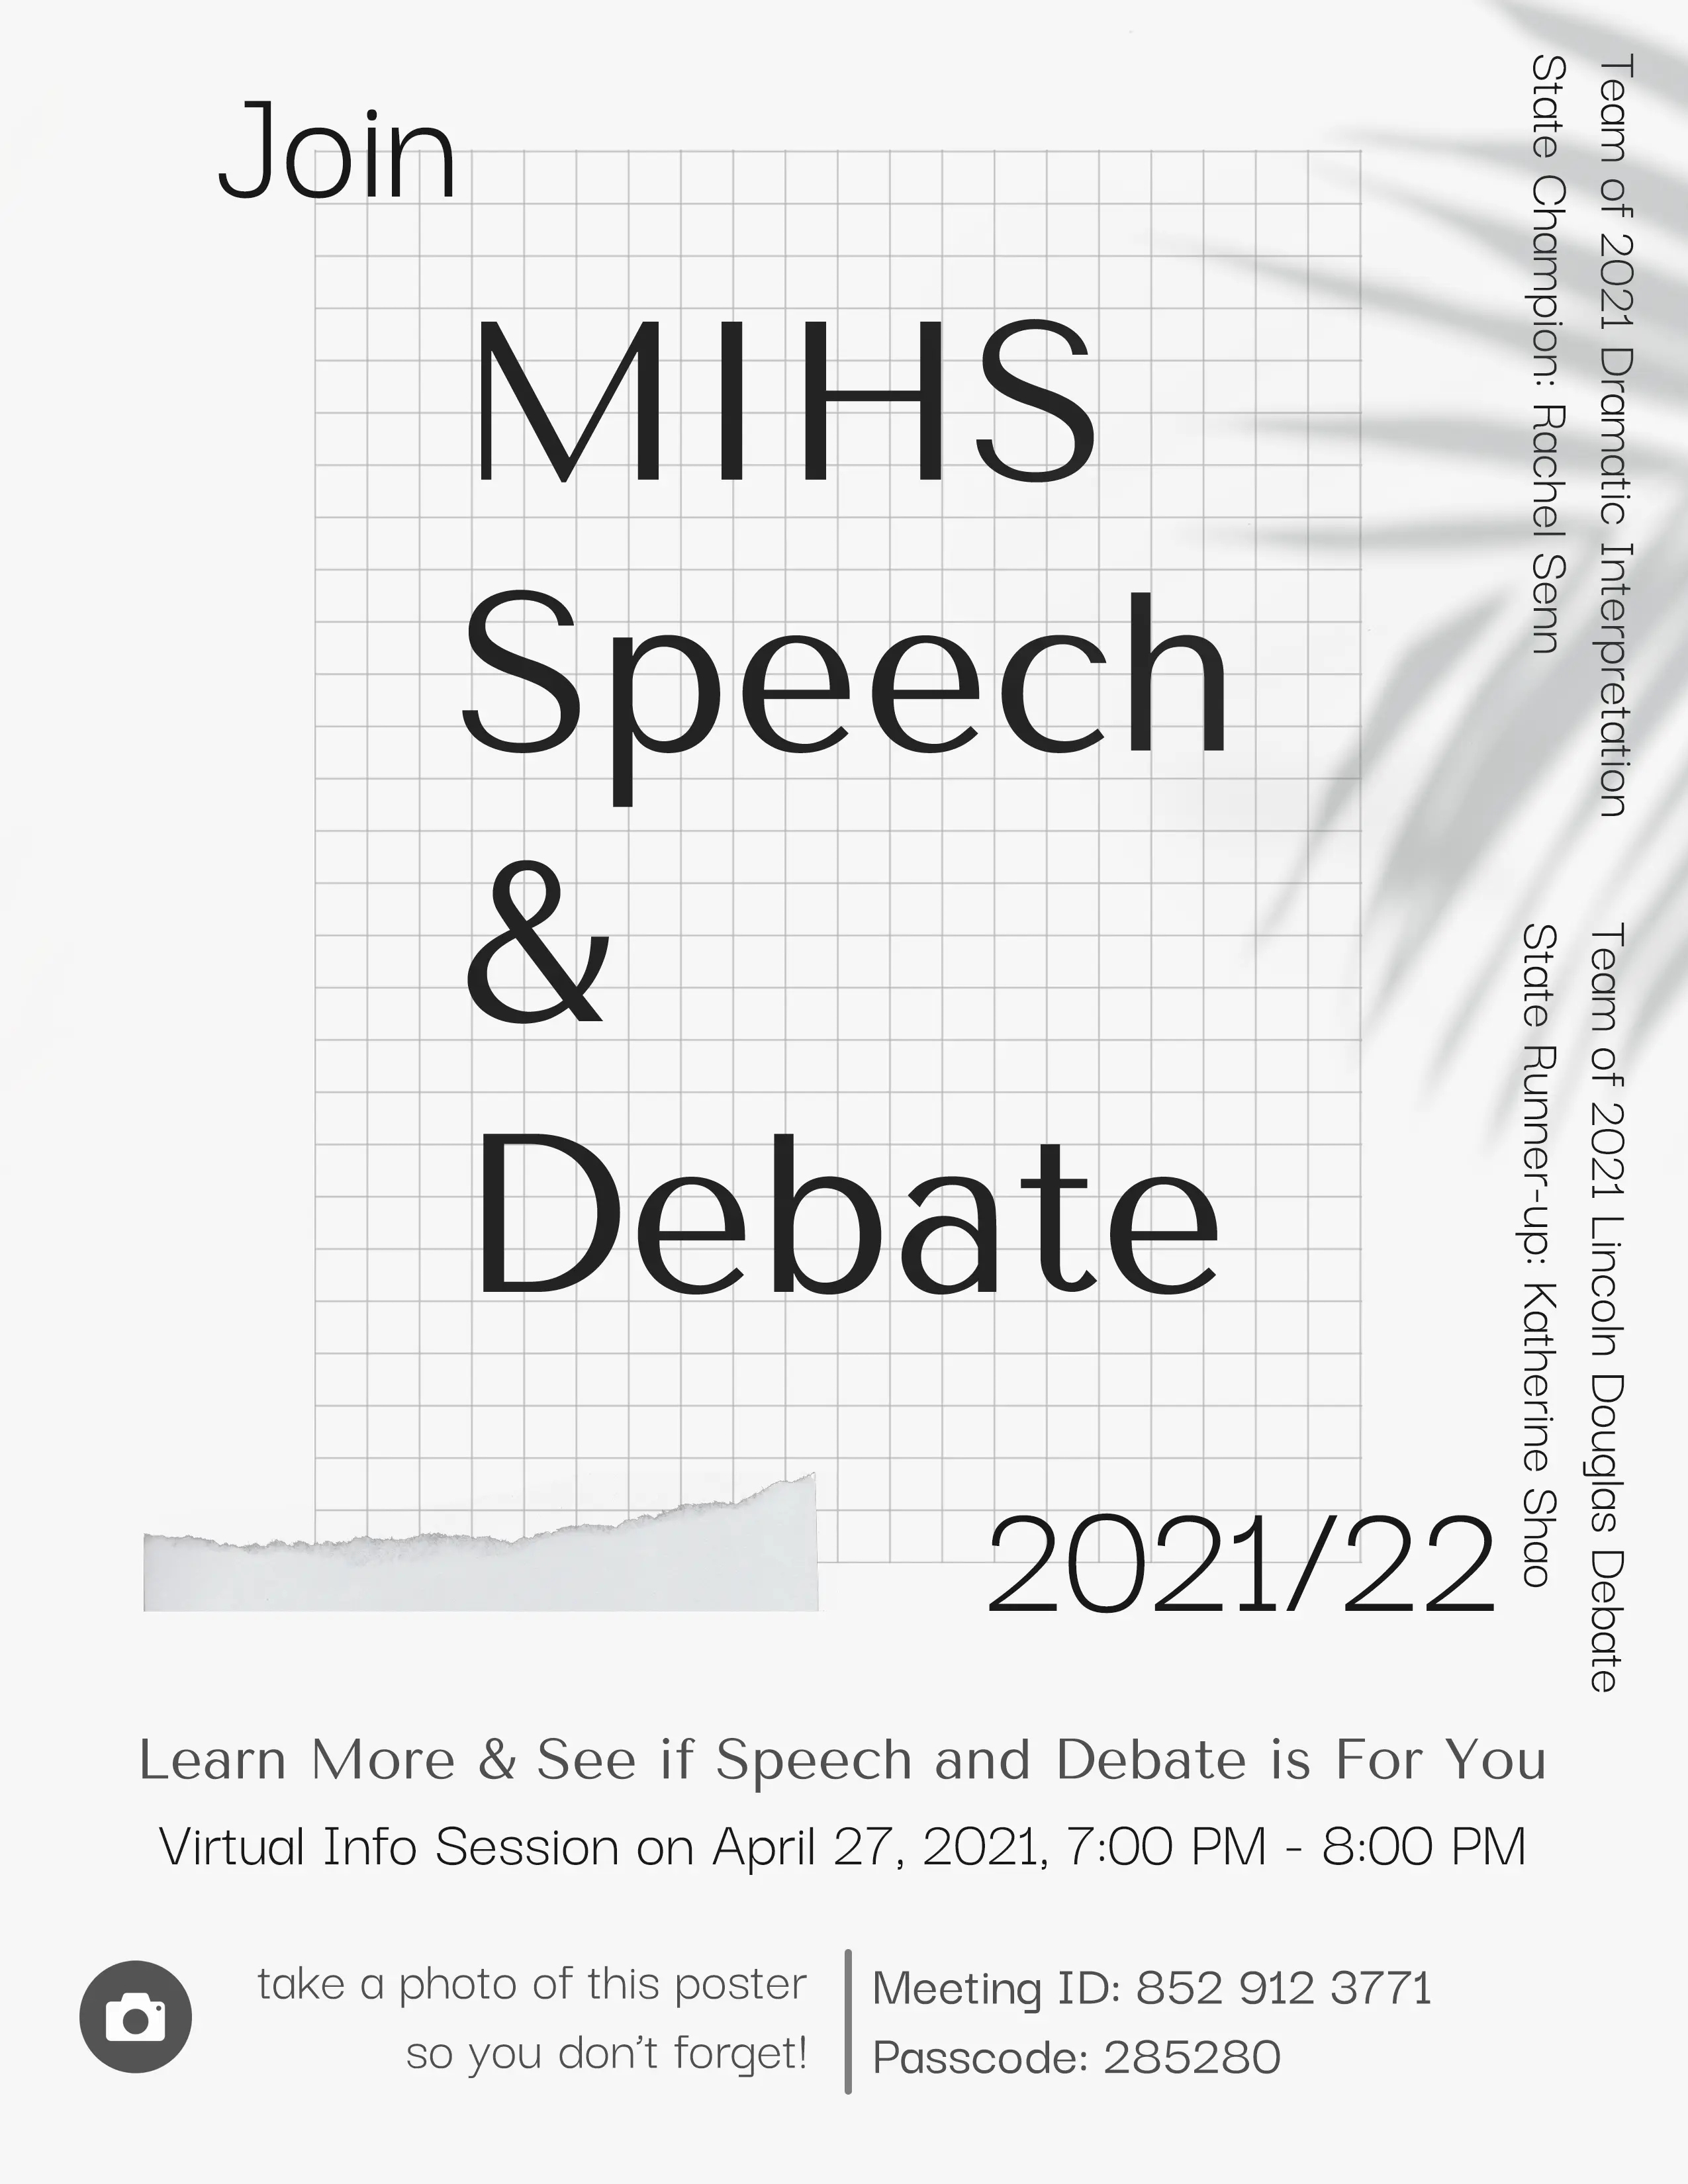 Join
MIHS
Speech
&
Debate
2021/22
Team of 2021 Dramatic Interpretation
State Champion: Rachel Senn
Team of 2021 Lincoln Douglas Debate
State Runner-up: Katherine Shao
Learn More & See if Speech and Debate is For You
Virtual Info Session on April 27, 2021, 7:00 PM - 8:00 PM
take a photo of this poster
so you don't forget!
Meeting ID: 852 912 3771
Passcode: 285280